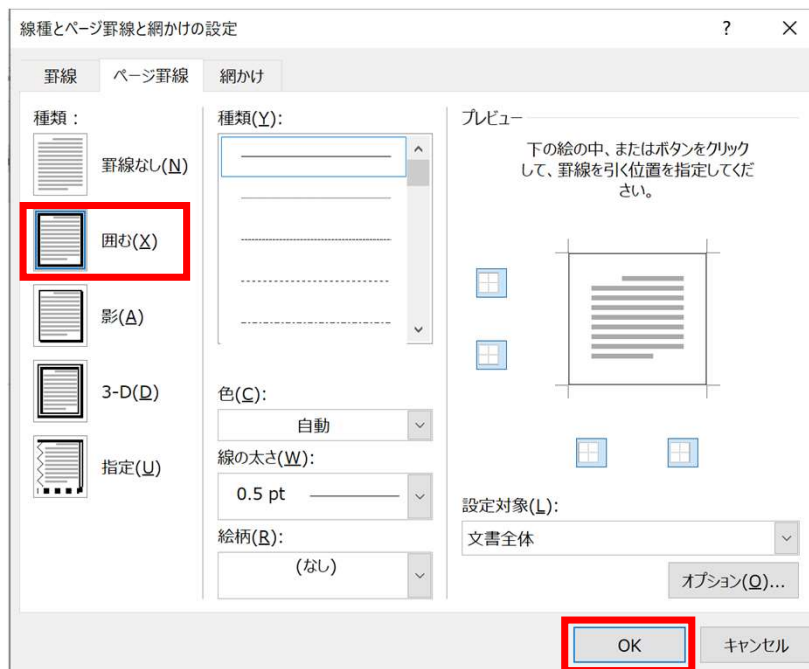 線種とページ罫線と網かけの設定
? ×
罫線
ページ罫線
網かけ
種類：
罫線なし(N)
囲む(X)
影(A)
3-D(D)
指定(U)
種類(Y):
色(C):
自動
線の太さ(W):
0.5 pt
絵柄(R):
(なし)
プレビュー
下の絵の中、またはボタンをクリック
して、罫線を引く位置を指定してくだ
さい。
設定対象(L):
文書全体
オプション(O)...
OK
キャンセル